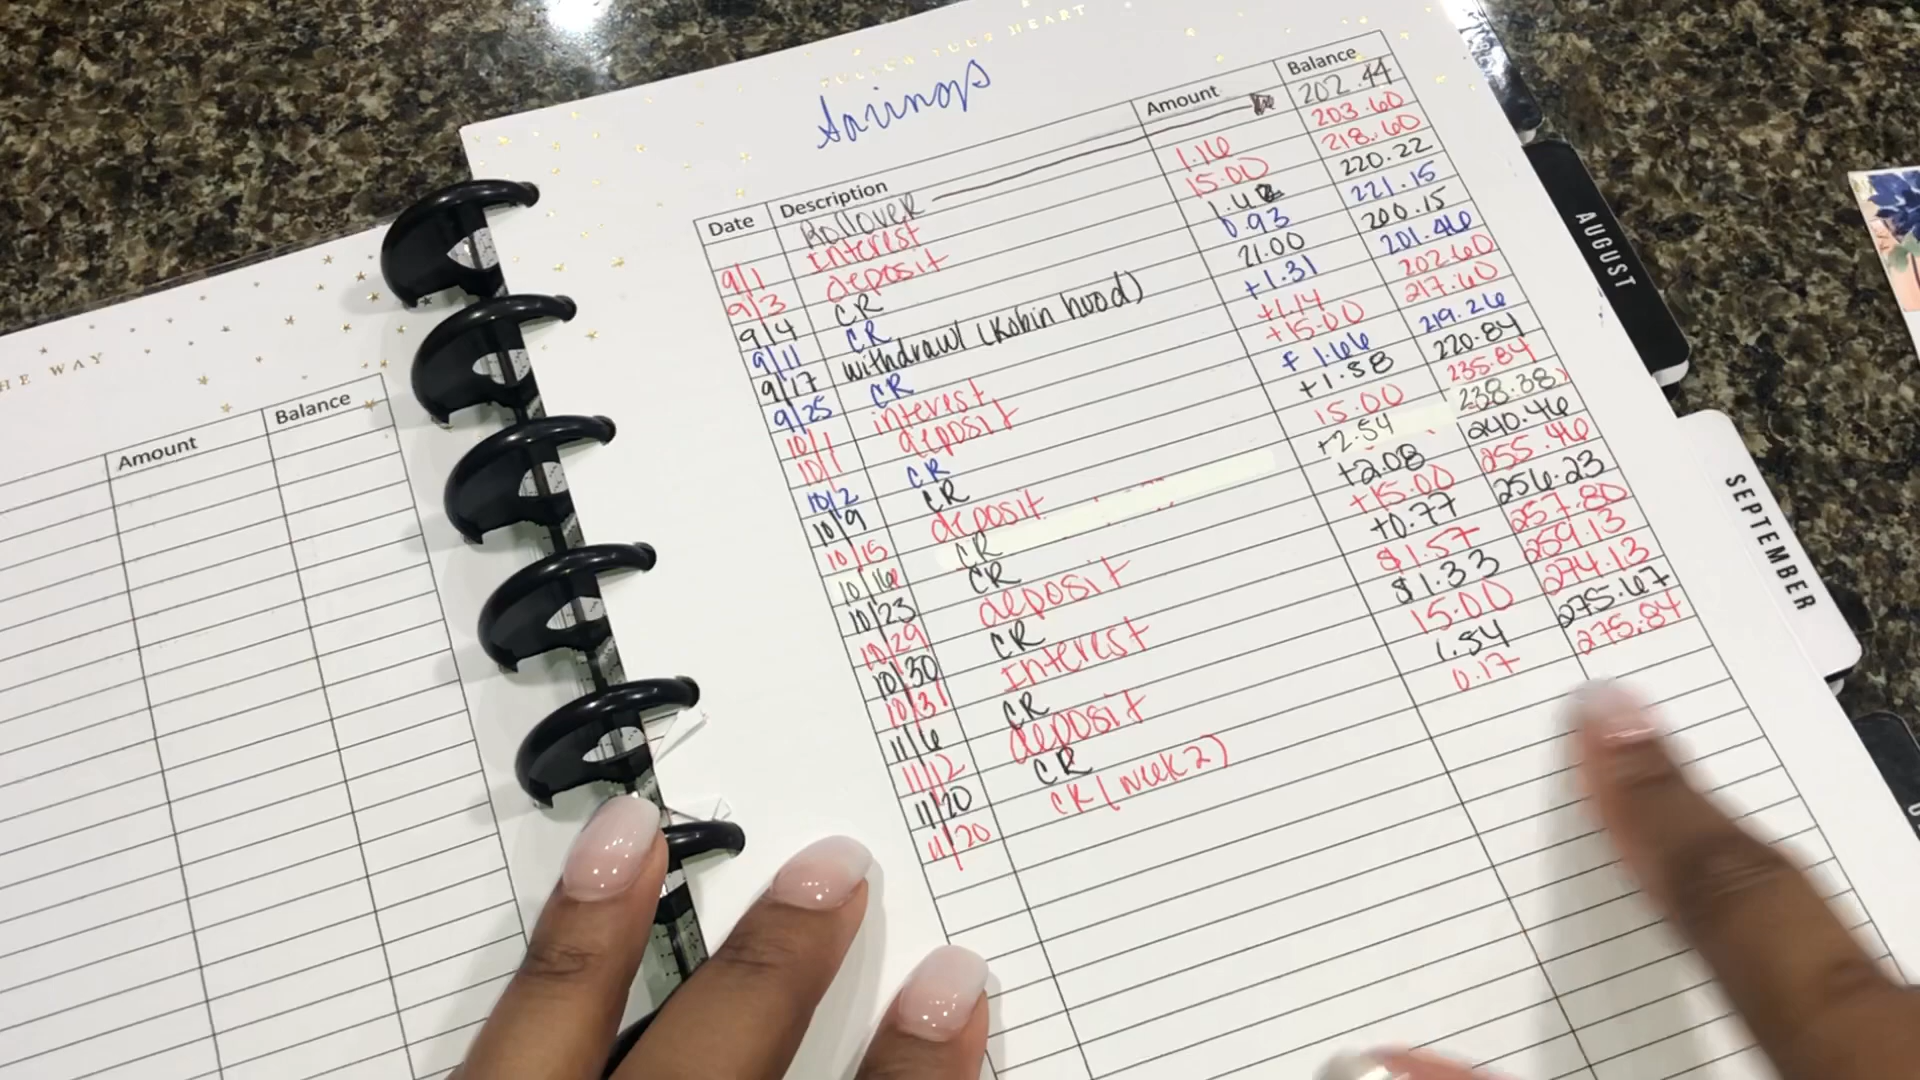 FOLLOW YOUR HEART
Savings
Date Description Amount Balance
Rollover 202.44
9/1 Interest 1.16 203.60
9/3 deposit 15.00 218.60
9/4 CR 220.22
9/11 CR 0.93 221.15
9/17 withdrawl (Robin hood) 21.00 200.15
9/25 CR +1.31 201.46
10/1 interest +1.14 202.60
10/1 deposit +15.00 217.60
10/2 CR 1.66 219.26
10/9 CR +1.58 220.84
10/15 deposit 15.00 235.84
10/16 CR +2.54 238.38
10/23 CR +2.08 240.46
10/29 deposit +15.00 255.46
10/30 CR +0.77 256.23
10/31 Interest $1.57 257.80
11/6 CR $1.33 259.13
11/12 deposit 15.00 274.13
11/20 CR 1.54 275.67
11/20 CR (week 2) 0.17 275.84
HE WAY
Amount Balance
AUGUST
SEPTEMBER